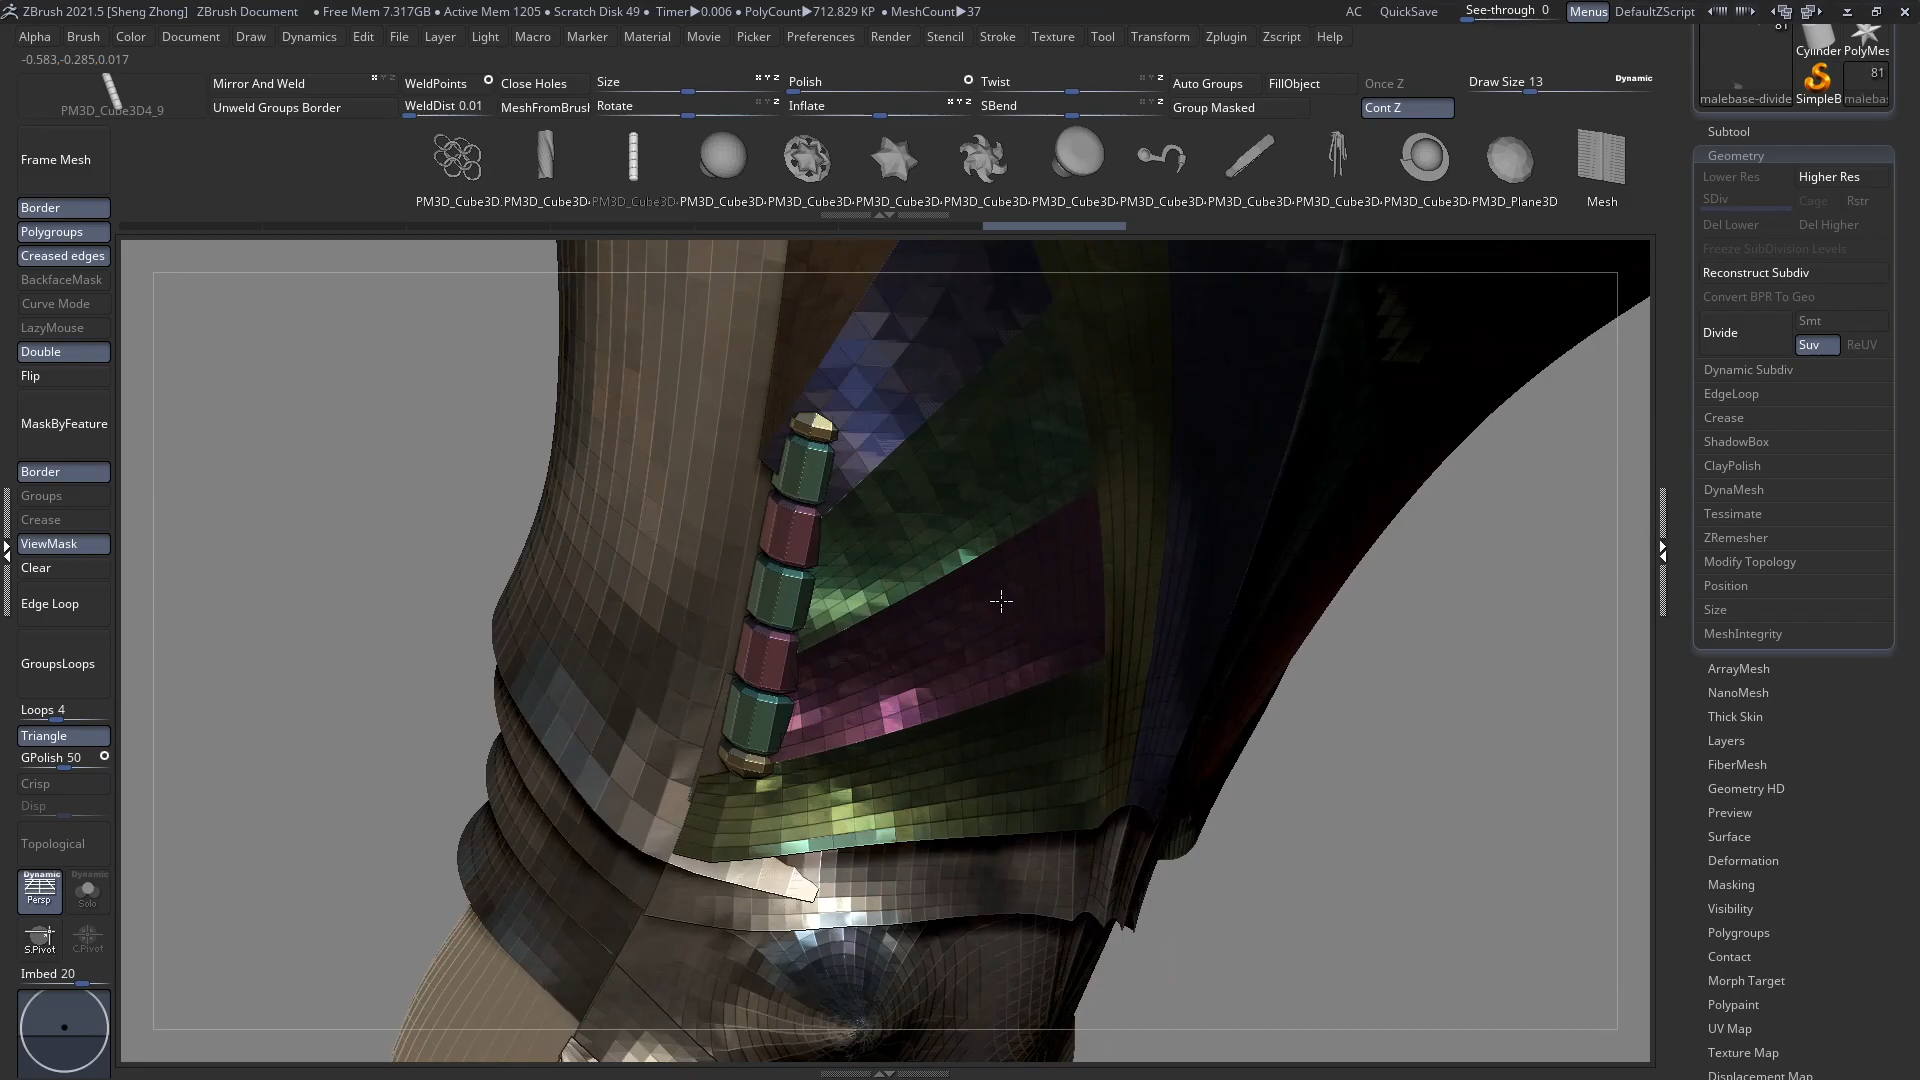 ZBrush 2021.5 [Sheng Zhong] ZBrush Document • Free Mem 7.317GB • Active Mem 1205 • Scratch Disk 49 • Timer▶0.006 • PolyCount▶712.829 KP • MeshCount▶37 AC QuickSave See-through 0 Menus DefaultZScript
Alpha Brush Color Document Draw Dynamics Edit File Layer Light Macro Marker Material Movie Picker Preferences Render Stencil Stroke Texture Tool Transform Zplugin Zscript Help
-0.583,-0.285,0.017
PM3D_Cube3D4_9
Mirror And Weld WeldPoints Close Holes Size Polish Twist Auto Groups FillObject Once Z Draw Size 13 Dynamic
Unweld Groups Border WeldDist 0.01 MeshFromBrusl Rotate Inflate SBend Group Masked Cont Z
PM3D_Cube3D. PM3D_Cube3D. PM3D_Cube3D. PM3D_Cube3D. PM3D_Cube3D. PM3D_Cube3D. PM3D_Cube3D. PM3D_Cube3D. PM3D_Cube3D. PM3D_Cube3D. PM3D_Cube3D. PM3D_Cube3D. PM3D_Plane3D Mesh
Frame Mesh
Border
Polygroups
Creased edges
BackfaceMask
Curve Mode
LazyMouse
Double
Flip
MaskByFeature
Border
Groups
Crease
ViewMask
Clear
Edge Loop
GroupsLoops
Loops 4
Triangle
GPolish 50
Crisp
Disp
Topological
Dynamic Dynamic
Persp Solo
S.Pivot C.Pivot
Imbed 20
81
Cylinder PolyMes
81
malebase-divide SimpleB malebas
Subtool
Geometry
Lower Res Higher Res
SDiv Cage Rstr
Del Lower Del Higher
Freeze SubDivision Levels
Reconstruct Subdiv
Convert BPR To Geo
Divide Smt
Suv ReUV
Dynamic Subdiv
EdgeLoop
Crease
ShadowBox
ClayPolish
DynaMesh
Tessimate
ZRemesher
Modify Topology
Position
Size
MeshIntegrity
ArrayMesh
NanoMesh
Thick Skin
Layers
FiberMesh
Geometry HD
Preview
Surface
Deformation
Masking
Visibility
Polygroups
Contact
Morph Target
Polypaint
UV Map
Texture Map
Displacement Map